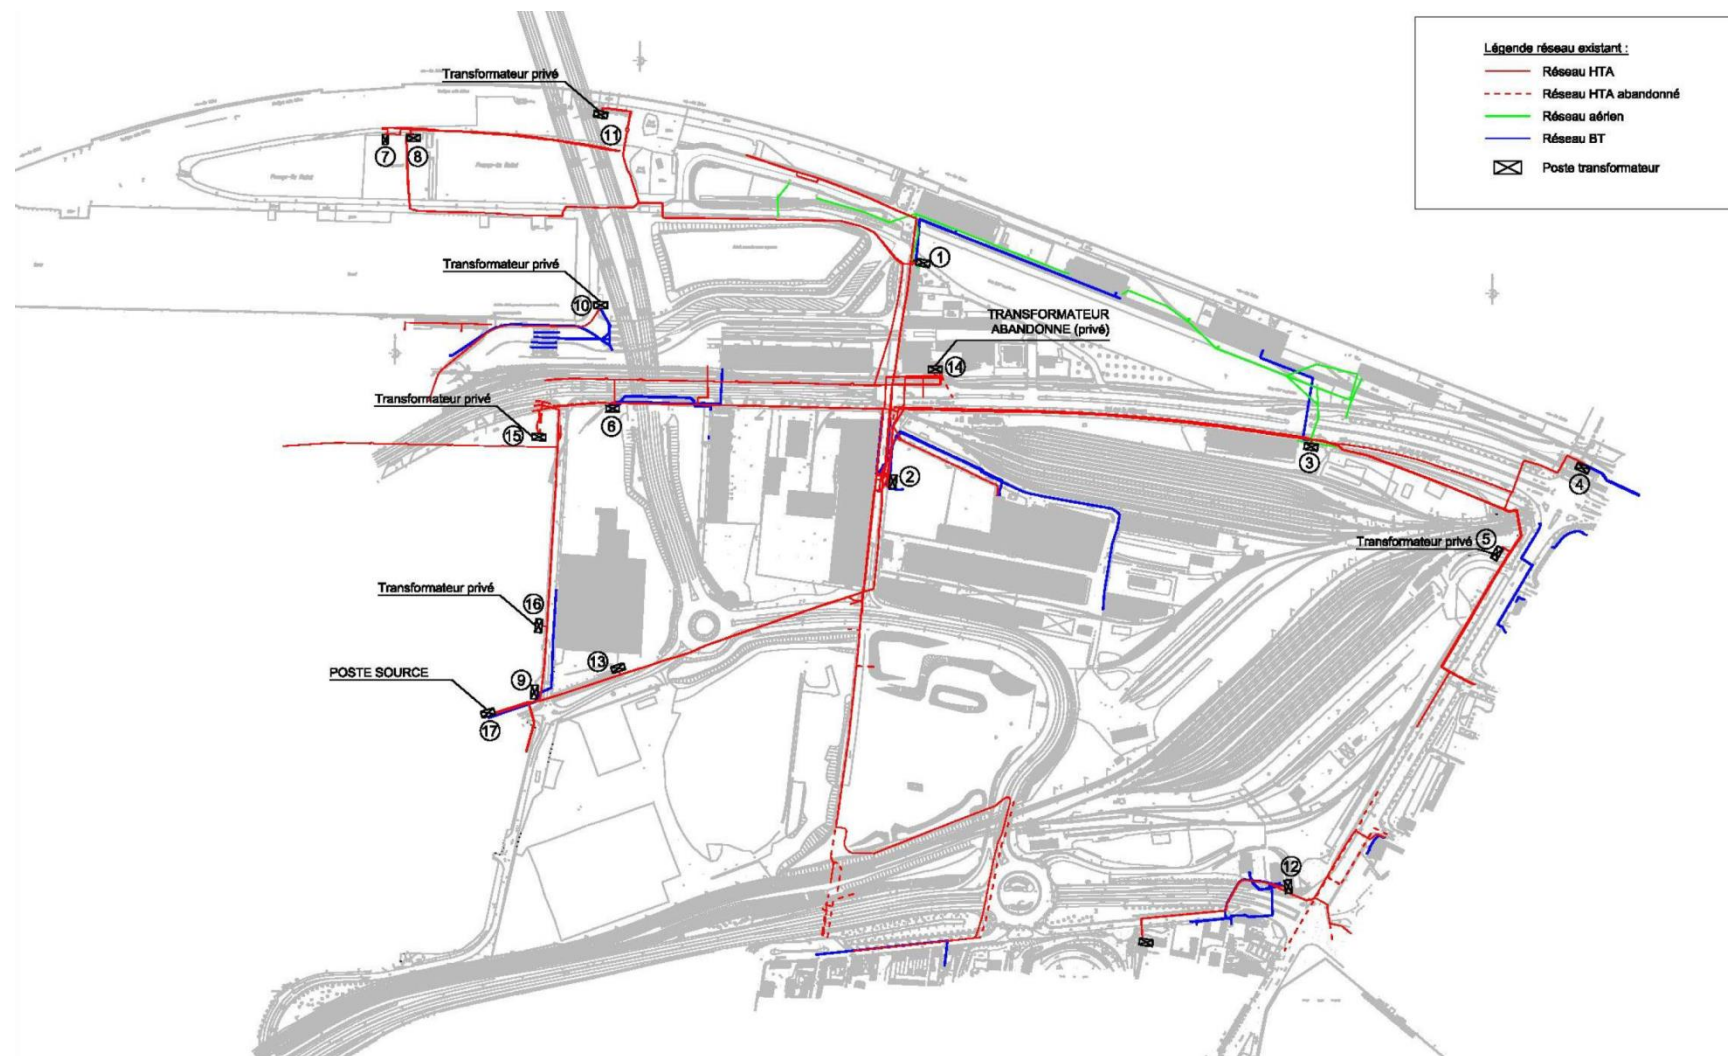 Légende réseau existant :
Réseau HTA
Réseau HTA abandonné
Réseau aérien
Réseau BT
Poste transformateur
Transformateur privé
11
7
8
1
Transformateur privé
10
TRANSFORMATEUR
ABANDONNE (privé)
14
Transformateur privé
15
6
3
2
4
5
Transformateur privé
Transformateur privé
16
13
9
POSTE SOURCE
17
12